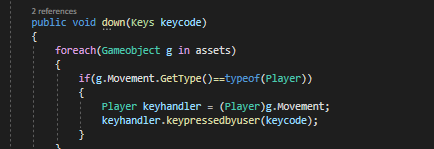 2 references
public void down(Keys keycode)
{
foreach(Gameobject g in assets)
{
if(g.Movement.GetType()==typeof(Player))
{
Player keyhandler = (Player)g.Movement;
keyhandler.keypressedbyuser(keycode);
}
}